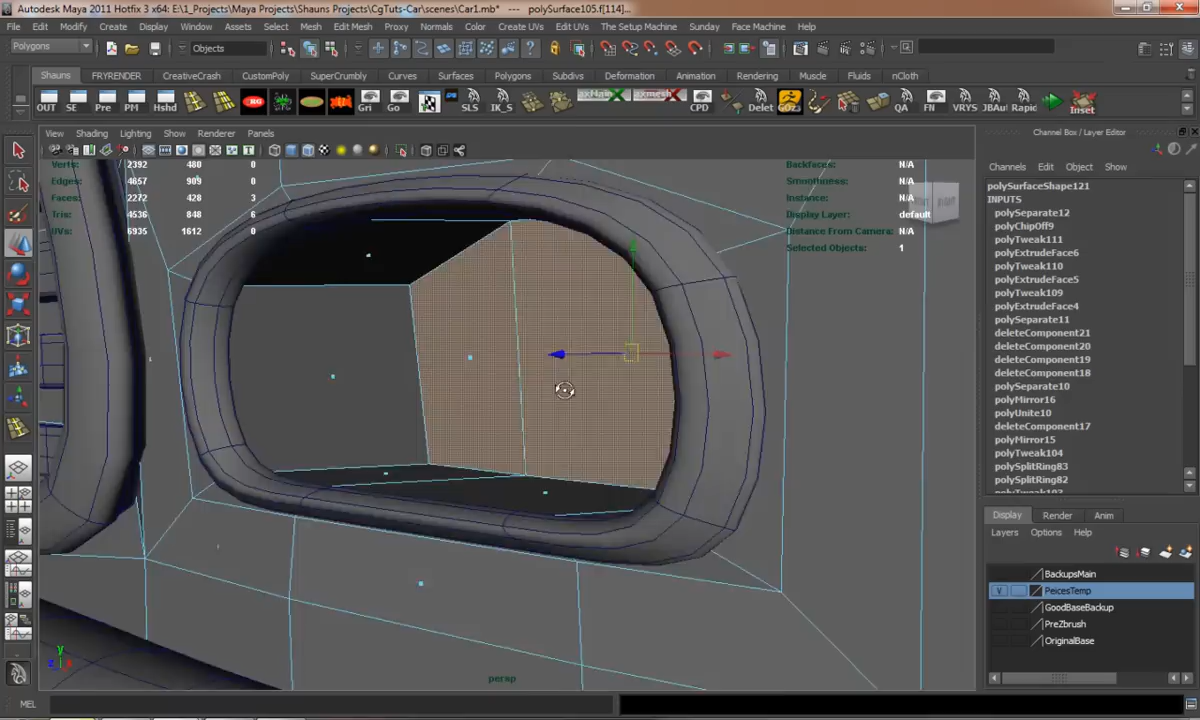 Autodesk Maya 2011 Hotfix 3 x64: E:\1_Projects\Maya Projects\Shauns Projects\CgTuts-Car\scenes\Car1.mb* --- polySurface105.f[114]...
File Edit Modify Create Display Window Assets Select Mesh Edit Mesh Proxy Normals Color Create UVs Edit UVs The Setup Machine Sunday Face Machine Help
Polygons Objects
Shauns FRYRENDER CreativeCrash CustomPoly SuperCrumbly Curves Surfaces Polygons Subdivs Deformation Animation Rendering Muscle Fluids nCloth
OUT SE Pre PM Hshd Gri Go SLS IK_S CPD Delet GOz> QA FN VRYS JBAu Rapic Inset
View Shading Lighting Show Renderer Panels
Channel Box / Layer Editor
Channels Edit Object Show
Verts: 2392 480 0
Edges: 4657 909 0
Faces: 2272 428 3
Tris: 4536 848 6
UVs: 6935 1612 0
Backfaces: N/A
Smoothness: N/A
Instance: N/A
Display Layer: default
Distance From Camera: N/A
Selected Objects: 1
polySurfaceShape121
INPUTS
polySeparate12
polyChipOff9
polyTweak111
polyExtrudeFace6
polyTweak110
polyExtrudeFace5
polyTweak109
polyExtrudeFace4
polySeparate11
deleteComponent21
deleteComponent20
deleteComponent19
deleteComponent18
polySeparate10
polyMirror16
polyUnite10
deleteComponent17
polyMirror15
polyTweak104
polySplitRing83
polySplitRing82
Display Render Anim
Layers Options Help
BackupsMain
V PeicesTemp
GoodBaseBackup
PreZbrush
OriginalBase
y
z x
persp
MEL